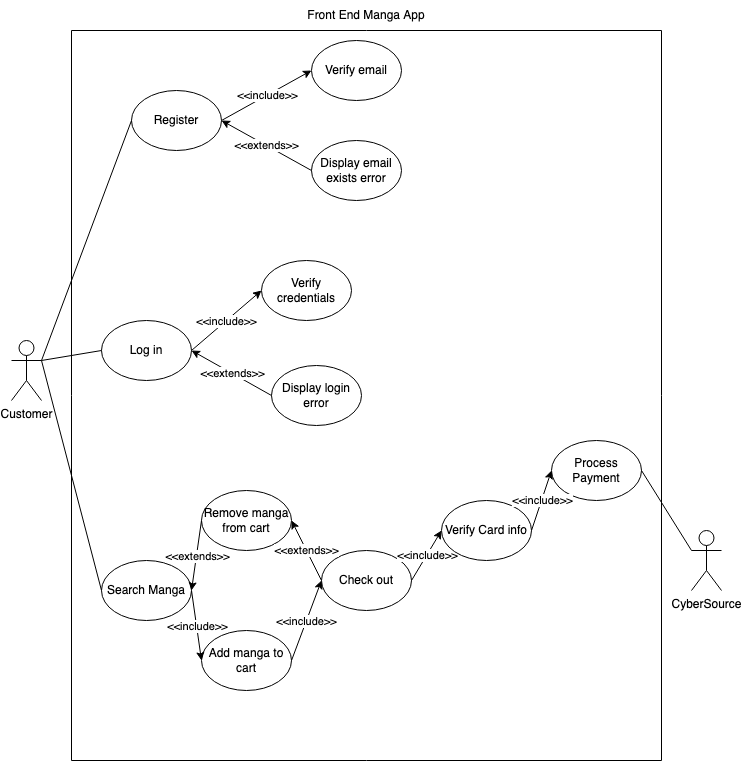 Front End Manga App
Verify email
<<include>>
Register
<<extends>>
Display email
exists error
Verify
credentials
<<include>>
Log in
<<extends>>
Display login
error
Customer
Process
Payment
<<include>>
Remove manga
from cart
Verify Card info
<<extends>>
<<extends>>
<<include>>
Search Manga
Check out
CyberSource
<<include>>
<<include>>
Add manga to
cart